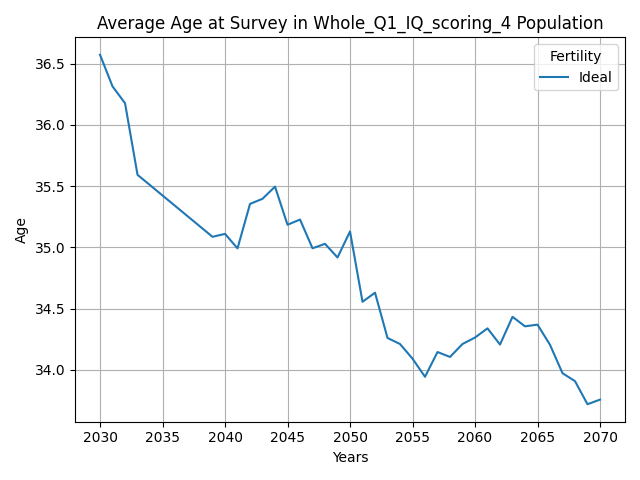 Average Age at Survey in Whole_Q1_IQ_scoring_4 Population
Fertility
Ideal
36.5
36.0
35.5
35.0
34.5
34.0
Age
2030 2035 2040 2045 2050 2055 2060 2065 2070
Years